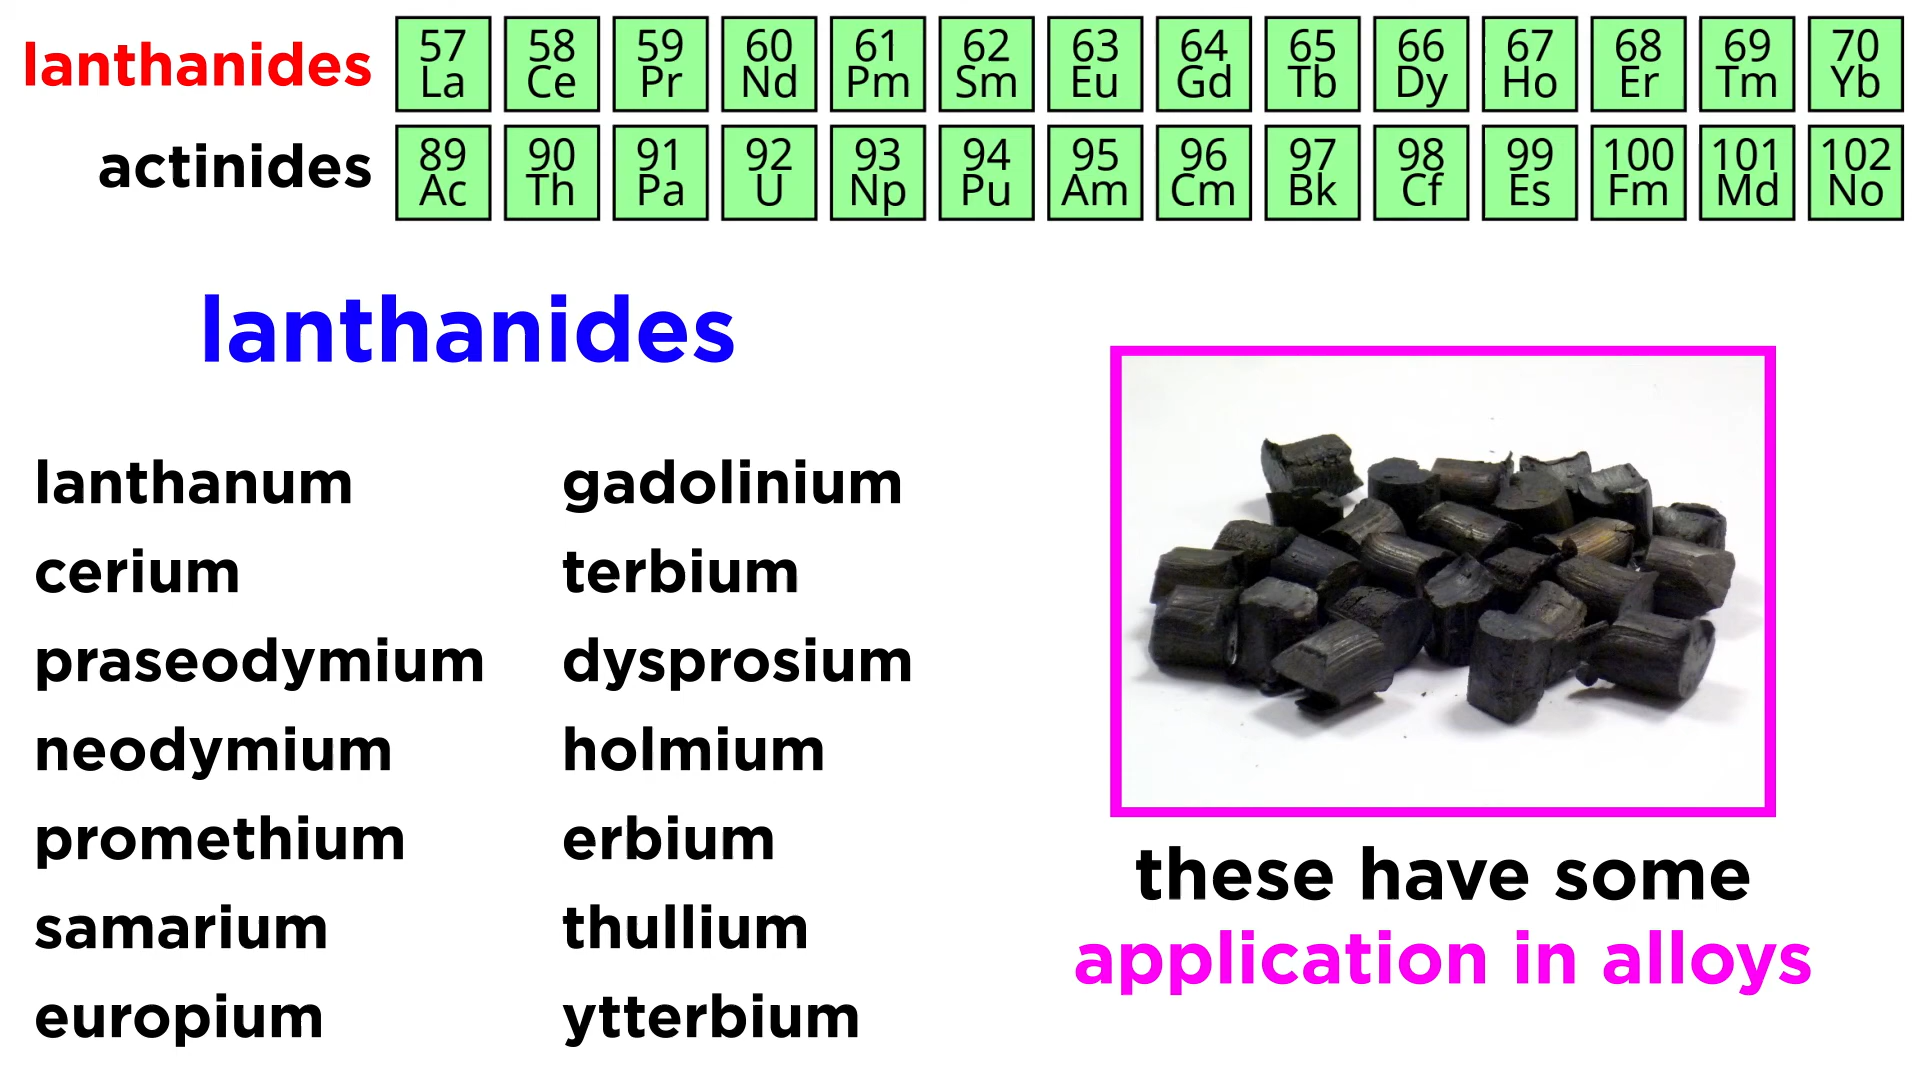 lanthanides
57 58 59 60 61 62 63 64 65 66 67 68 69 70
La Ce Pr Nd Pm Sm Eu Gd Tb Dy Ho Er Tm Yb
actinides
89 90 91 92 93 94 95 96 97 98 99 100 101 102
Ac Th Pa U Np Pu Am Cm Bk Cf Es Fm Md No
lanthanides
lanthanum
cerium
praseodymium
neodymium
promethium
samarium
europium
gadolinium
terbium
dysprosium
holmium
erbium
thullium
ytterbium
these have some
application in alloys